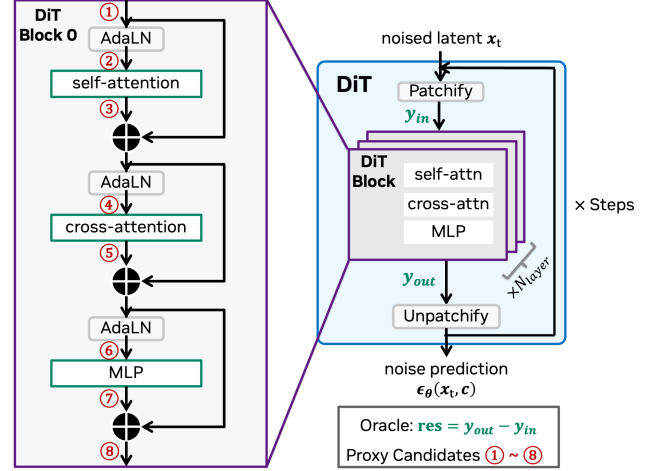 DiT
Block 0
①
AdaLN
②
self-attention
③
AdaLN
④
cross-attention
⑤
AdaLN
⑥
MLP
⑦
⑧
noised latent xₜ
DiT
Patchify
y_in
DiT
Block
self-attn
cross-attn
MLP
×N_layer
× Steps
y_out
Unpatchify
noise prediction
ϵ_θ(xₜ, c)
Oracle: res = y_out − y_in
Proxy Candidates ① ~ ⑧